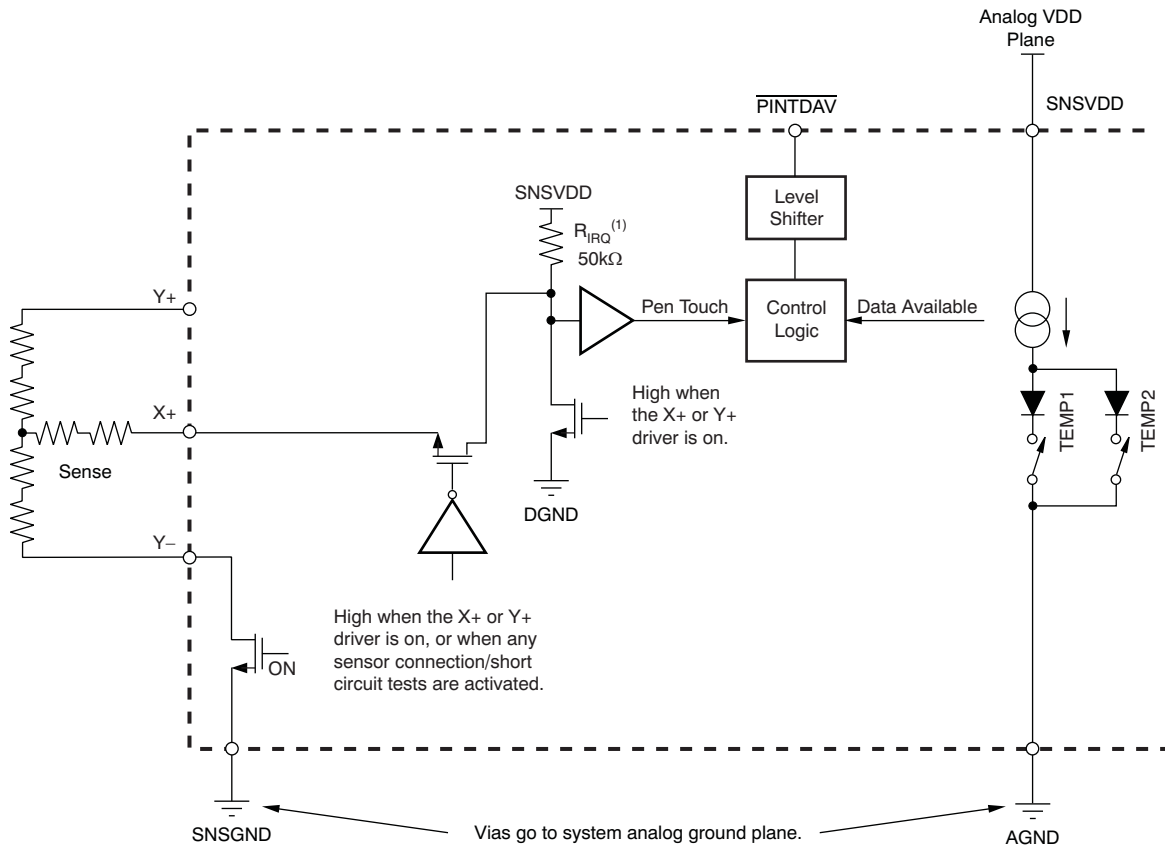 Analog VDD
Plane
PINTDAV
SNSVDD
SNSVDD
Level
Shifter
RIRQ(1)
50kΩ
Y+
Pen Touch
Control
Logic
Data Available
High when
the X+ or Y+
driver is on.
TEMP1
TEMP2
X+
Sense
DGND
Y–
High when the X+ or Y+
driver is on, or when any
sensor connection/short
circuit tests are activated.
ON
SNSGND
Vias go to system analog ground plane.
AGND